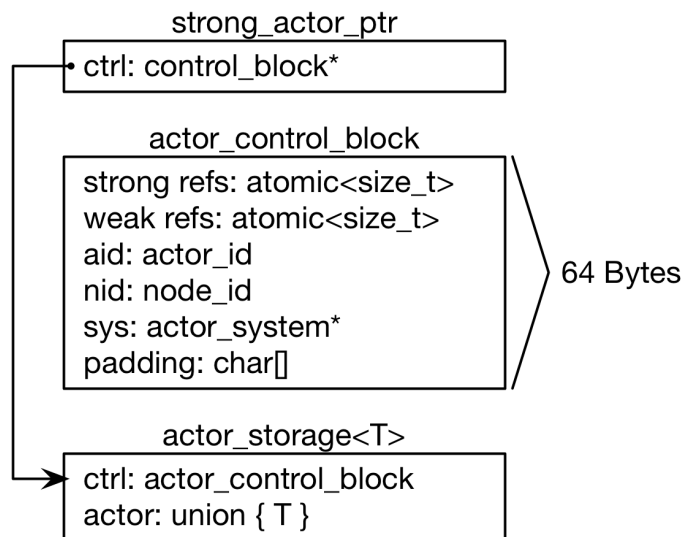 strong_actor_ptr
ctrl: control_block*
actor_control_block
strong refs: atomic<size_t>
weak refs: atomic<size_t>
aid: actor_id
nid: node_id
sys: actor_system*
padding: char[]
64 Bytes
actor_storage<T>
ctrl: actor_control_block
actor: union { T }